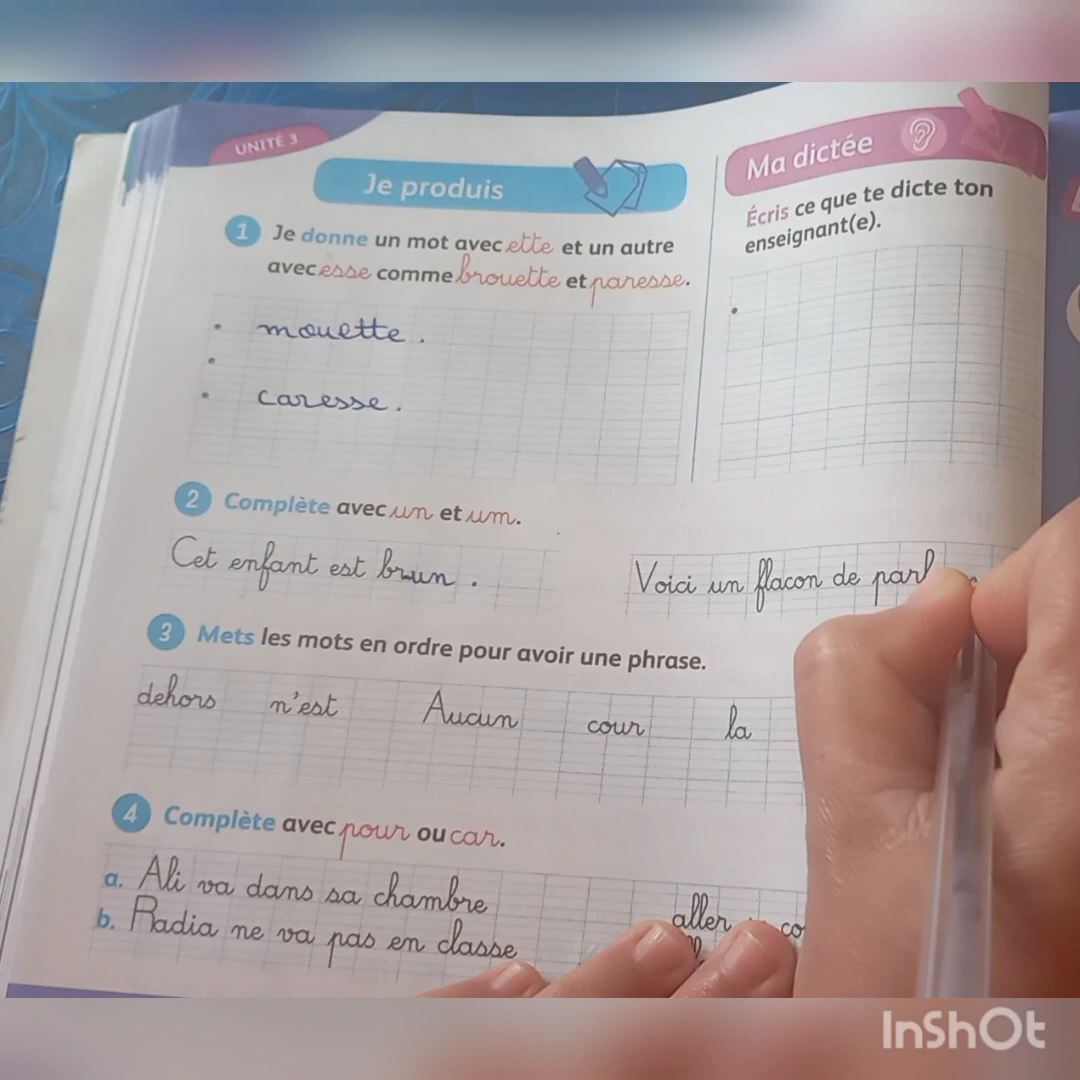 UNITÉ 3
Je produis
1 Je donne un mot avec ette et un autre
avec esse comme brouette et paresse.
• mouette.
•
• caresse.
Ma dictée
Écris ce que te dicte ton
enseignant(e).
•
2 Complète avec un et um.
Cet enfant est brun.
Voici un flacon de parf
3 Mets les mots en ordre pour avoir une phrase.
dehors n'est Aucun cour la
4 Complète avec pour ou car.
a. Ali va dans sa chambre
aller co
b. Radia ne va pas en classe
InShOt